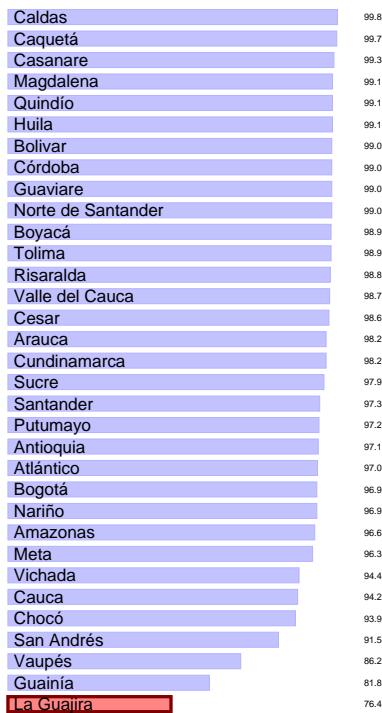 Caldas 99.8
Caquetá 99.7
Casanare 99.3
Magdalena 99.1
Quindío 99.1
Huila 99.1
Bolivar 99.0
Córdoba 99.0
Guaviare 99.0
Norte de Santander 99.0
Boyacá 98.9
Tolima 98.9
Risaralda 98.8
Valle del Cauca 98.7
Cesar 98.6
Arauca 98.2
Cundinamarca 98.2
Sucre 97.9
Santander 97.3
Putumayo 97.2
Antioquia 97.1
Atlántico 97.0
Bogotá 96.9
Nariño 96.9
Amazonas 96.6
Meta 96.3
Vichada 94.4
Cauca 94.2
Chocó 93.9
San Andrés 91.5
Vaupés 86.2
Guainía 81.8
La Guajira 76.4